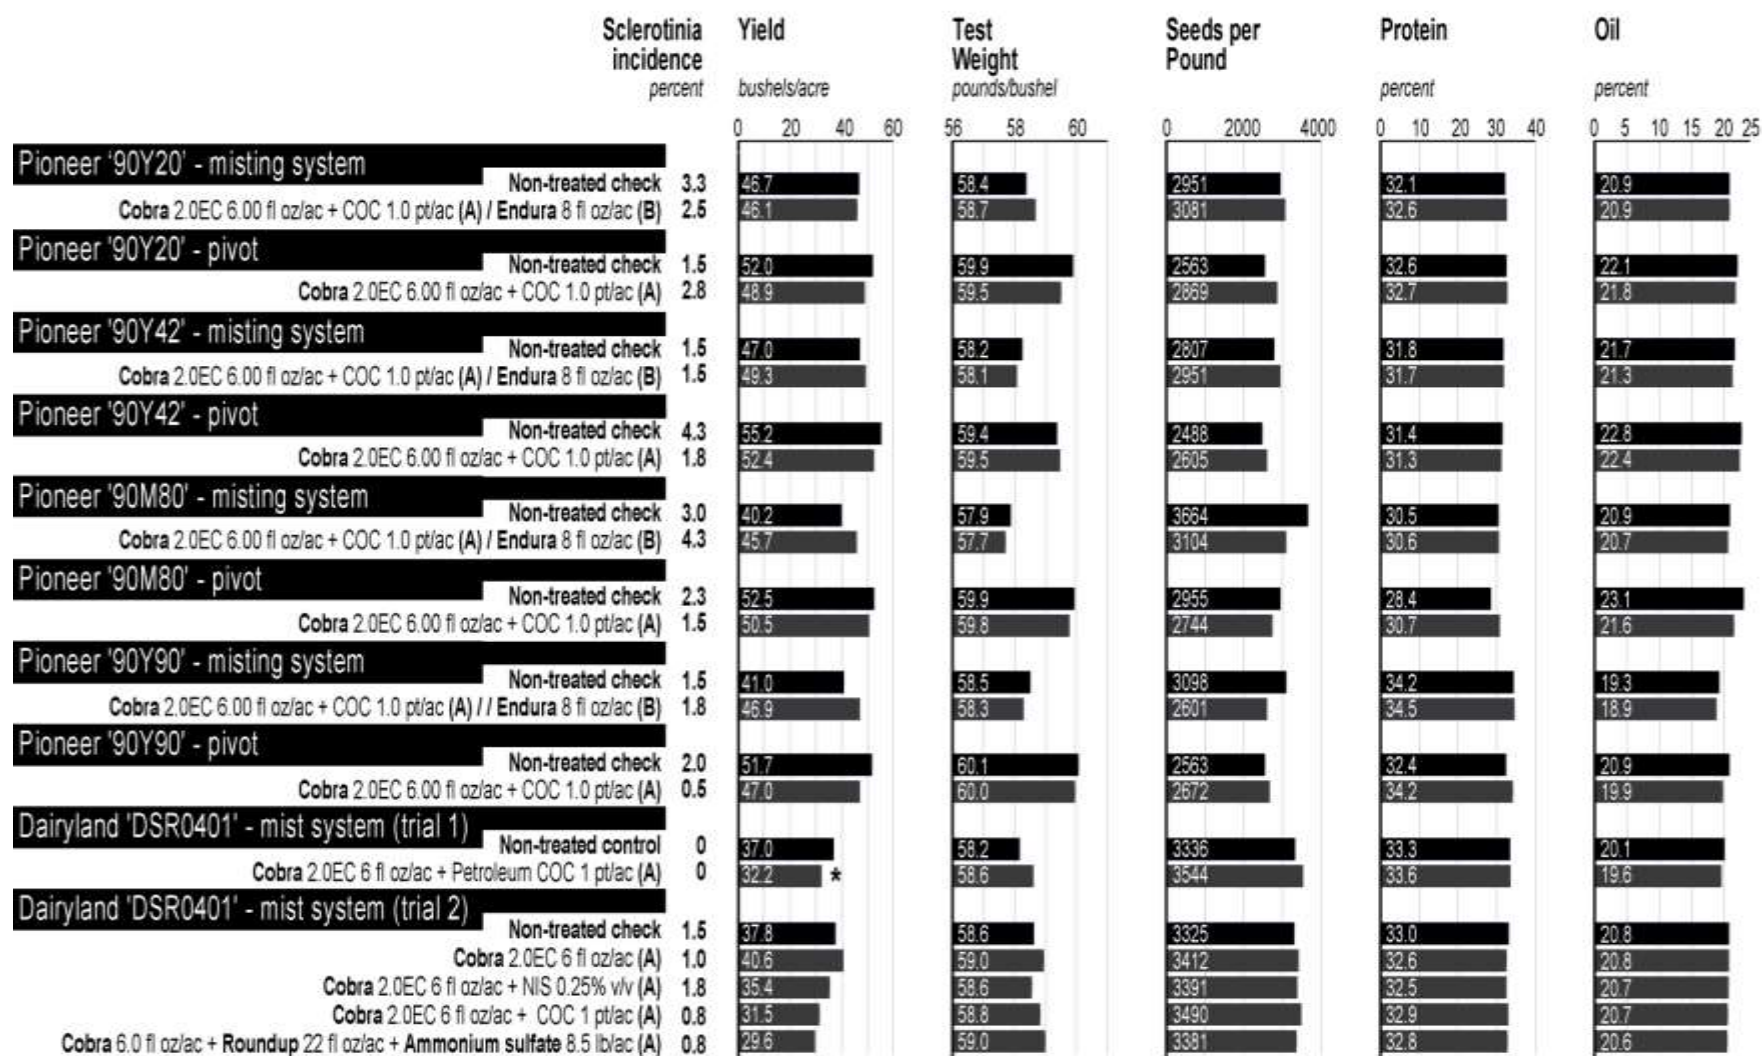 Sclerotinia incidence Yield Test Weight Seeds per Pound Protein Oil
percent bushels/acre pounds/bushel percent percent
0 20 40 60 56 58 60 0 2000 4000 0 10 20 30 40 0 5 10 15 20 25
Pioneer '90Y20' - misting system
Non-treated check 3.3 46.7 58.4 2951 32.1 20.9
Cobra 2.0EC 6.00 fl oz/ac + COC 1.0 pt/ac (A) / Endura 8 fl oz/ac (B) 2.5 46.1 58.7 3081 32.6 20.9
Pioneer '90Y20' - pivot
Non-treated check 1.5 52.0 59.9 2563 32.6 22.1
Cobra 2.0EC 6.00 fl oz/ac + COC 1.0 pt/ac (A) 2.8 48.9 59.5 2869 32.7 21.8
Pioneer '90Y42' - misting system
Non-treated check 1.5 47.0 58.2 2807 31.8 21.7
Cobra 2.0EC 6.00 fl oz/ac + COC 1.0 pt/ac (A) / Endura 8 fl oz/ac (B) 1.5 49.3 58.1 2951 31.7 21.3
Pioneer '90Y42' - pivot
Non-treated check 4.3 55.2 59.4 2488 31.4 22.8
Cobra 2.0EC 6.00 fl oz/ac + COC 1.0 pt/ac (A) 1.8 52.4 59.5 2605 31.3 22.4
Pioneer '90M80' - misting system
Non-treated check 3.0 40.2 57.9 3664 30.5 20.9
Cobra 2.0EC 6.00 fl oz/ac + COC 1.0 pt/ac (A) / Endura 8 fl oz/ac (B) 4.3 45.7 57.7 3104 30.6 20.7
Pioneer '90M80' - pivot
Non-treated check 2.3 52.5 59.9 2955 28.4 23.1
Cobra 2.0EC 6.00 fl oz/ac + COC 1.0 pt/ac (A) 1.5 50.5 59.8 2744 30.7 21.6
Pioneer '90Y90' - misting system
Non-treated check 1.5 41.0 58.5 3098 34.2 19.3
Cobra 2.0EC 6.00 fl oz/ac + COC 1.0 pt/ac (A) / / Endura 8 fl oz/ac (B) 1.8 46.9 58.3 2601 34.5 18.9
Pioneer '90Y90' - pivot
Non-treated check 2.0 51.7 60.1 2563 32.4 20.9
Cobra 2.0EC 6.00 fl oz/ac + COC 1.0 pt/ac (A) 0.5 47.0 60.0 2672 34.2 19.9
Dairyland 'DSR0401' - mist system (trial 1)
Non-treated control 0 37.0 58.2 3336 33.3 20.1
Cobra 2.0EC 6 fl oz/ac + Petroleum COC 1 pt/ac (A) 0 32.2 * 58.6 3544 33.6 19.6
Dairyland 'DSR0401' - mist system (trial 2)
Non-treated check 1.5 37.8 58.6 3325 33.0 20.8
Cobra 2.0EC 6 fl oz/ac (A) 1.0 40.6 59.0 3412 32.6 20.8
Cobra 2.0EC 6 fl oz/ac + NIS 0.25% v/v (A) 1.8 35.4 58.6 3391 32.5 20.7
Cobra 2.0EC 6 fl oz/ac + COC 1 pt/ac (A) 0.8 31.5 58.8 3490 32.9 20.7
Cobra 6.0 fl oz/ac + Roundup 22 fl oz/ac + Ammonium sulfate 8.5 lb/ac (A) 0.8 29.6 59.0 3381 32.8 20.6